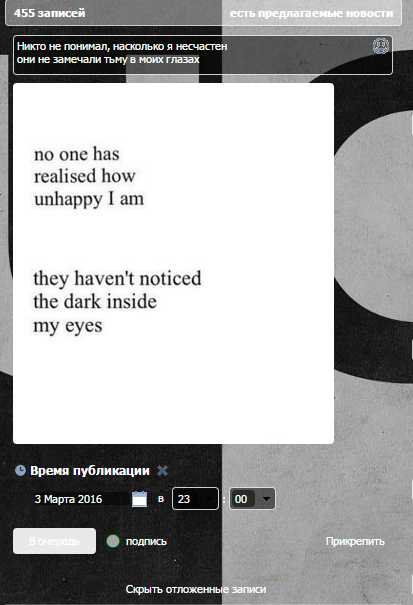 455 записей
есть предлагаемые новости
Никто не понимал, насколько я несчастен
они не замечали тьму в моих глазах
no one has
realised how
unhappy I am
they haven't noticed
the dark inside
my eyes
Время публикации
3 Марта 2016 в 23 : 00
В очередь подпись Прикрепить
Скрыть отложенные записи